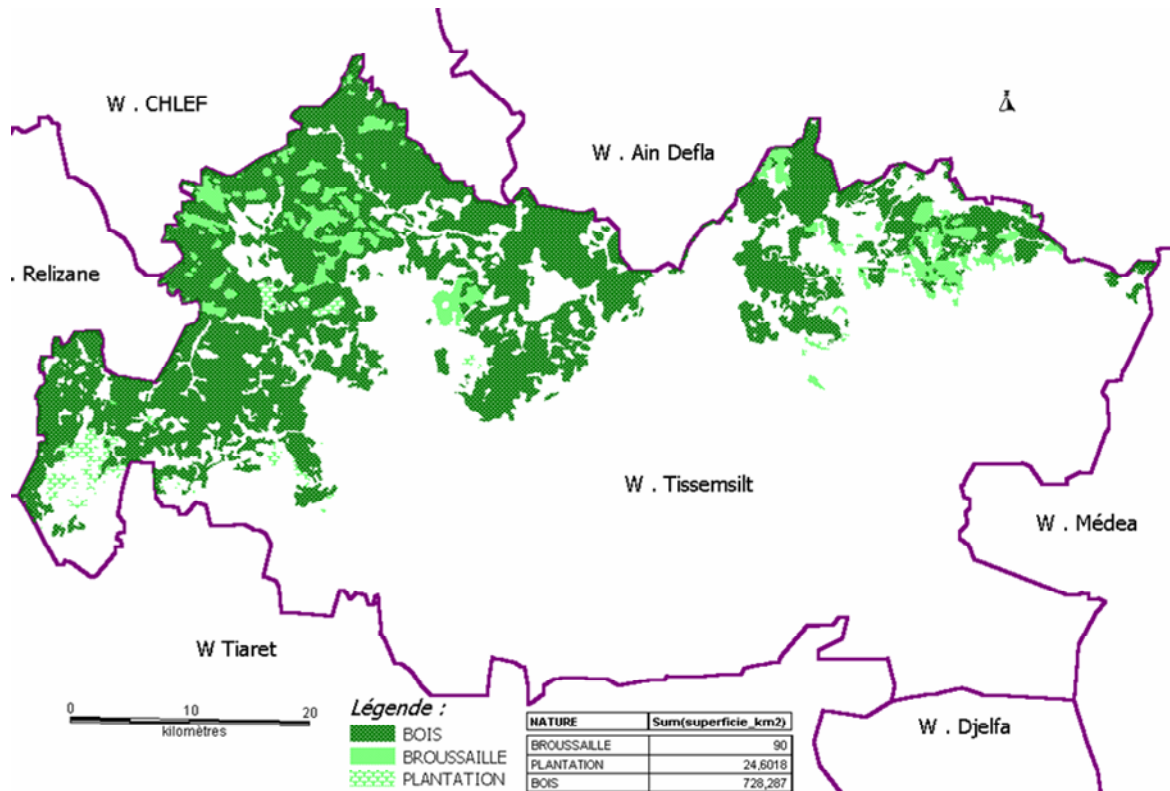 W . CHLEF
W . Ain Defla
. Relizane
W . Tissemsilt
W . Médea
W Tiaret
W . Djelfa
0 10 20
kilomètres
Légende :
BOIS
BROUSSAILLE
PLANTATION
NATURE Sum(superficie_km2)
BROUSSAILLE 90
PLANTATION 24,6018
BOIS 728,287